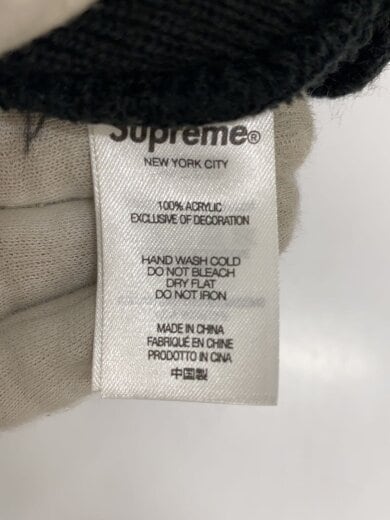 Supreme®
NEW YORK CITY
100% ACRYLIC
EXCLUSIVE OF DECORATION
HAND WASH COLD
DO NOT BLEACH
DRY FLAT
DO NOT IRON
MADE IN CHINA
FABRIQUÉ EN CHINE
PRODOTTO IN CINA
中国製